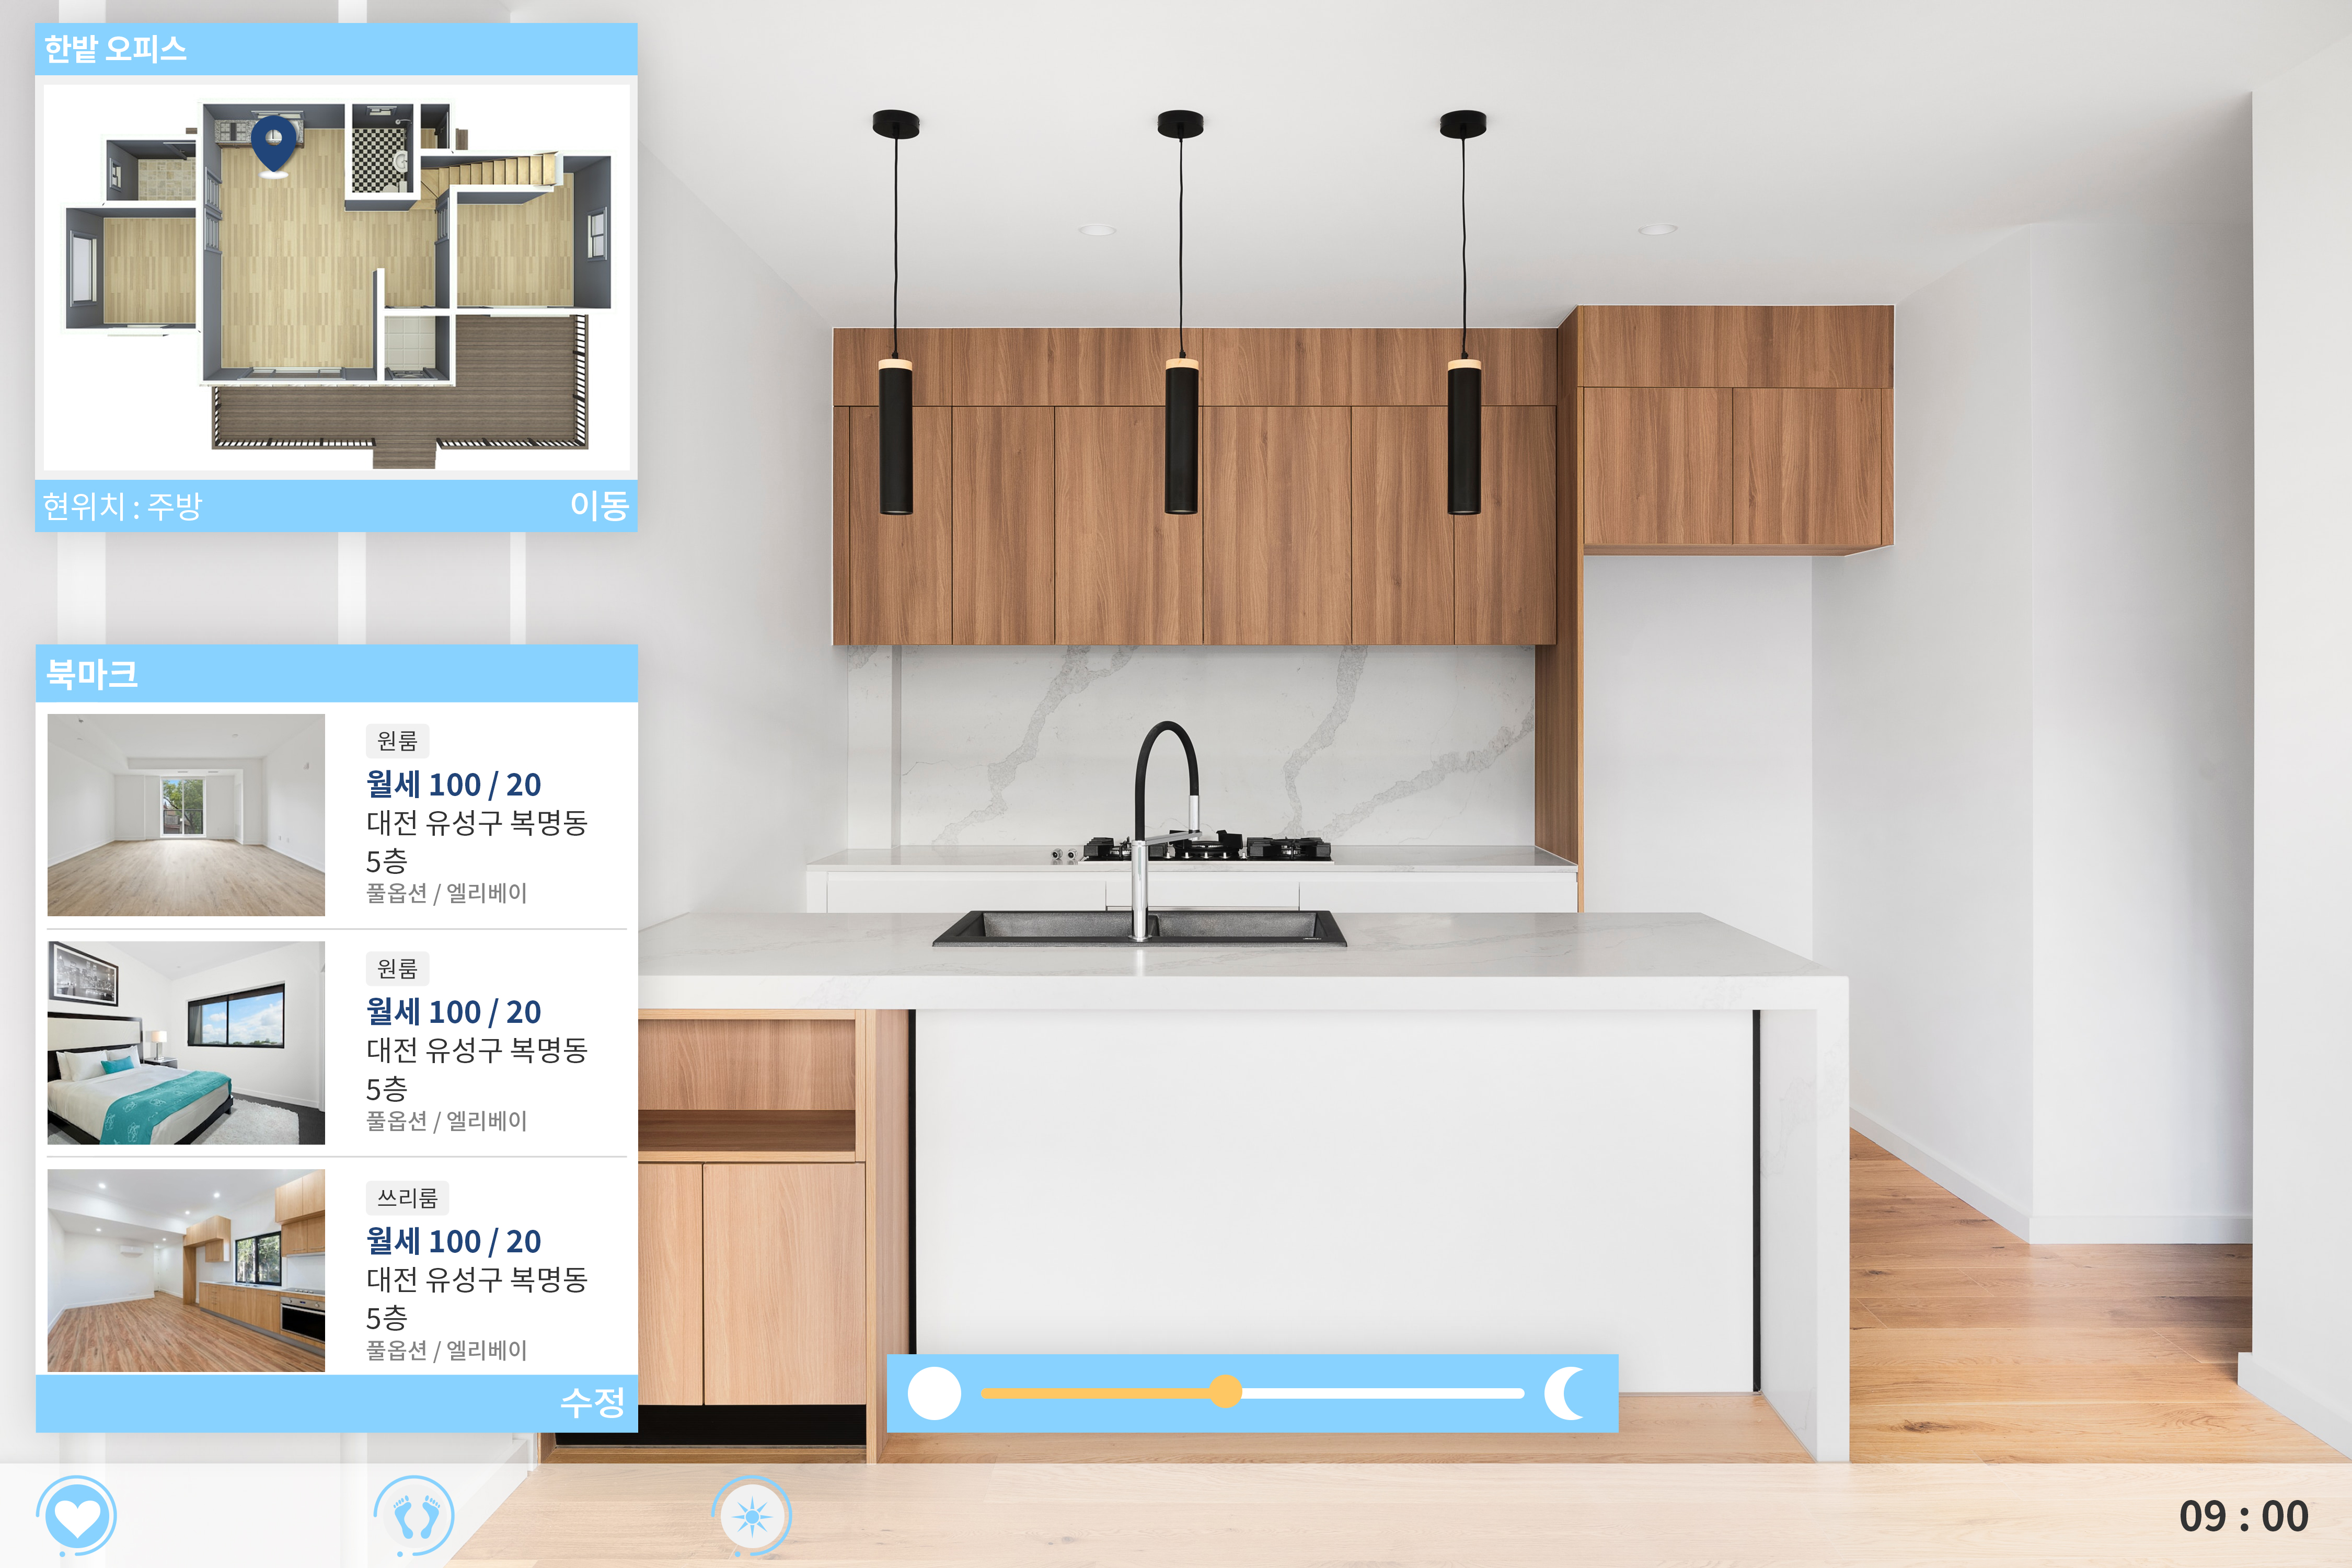 한밭 오피스
현위치 : 주방
이동
북마크
원룸
월세 100 / 20
대전 유성구 복명동
5층
풀옵션 / 엘리베이
원룸
월세 100 / 20
대전 유성구 복명동
5층
풀옵션 / 엘리베이
쓰리룸
월세 100 / 20
대전 유성구 복명동
5층
풀옵션 / 엘리베이
수정
09 : 00